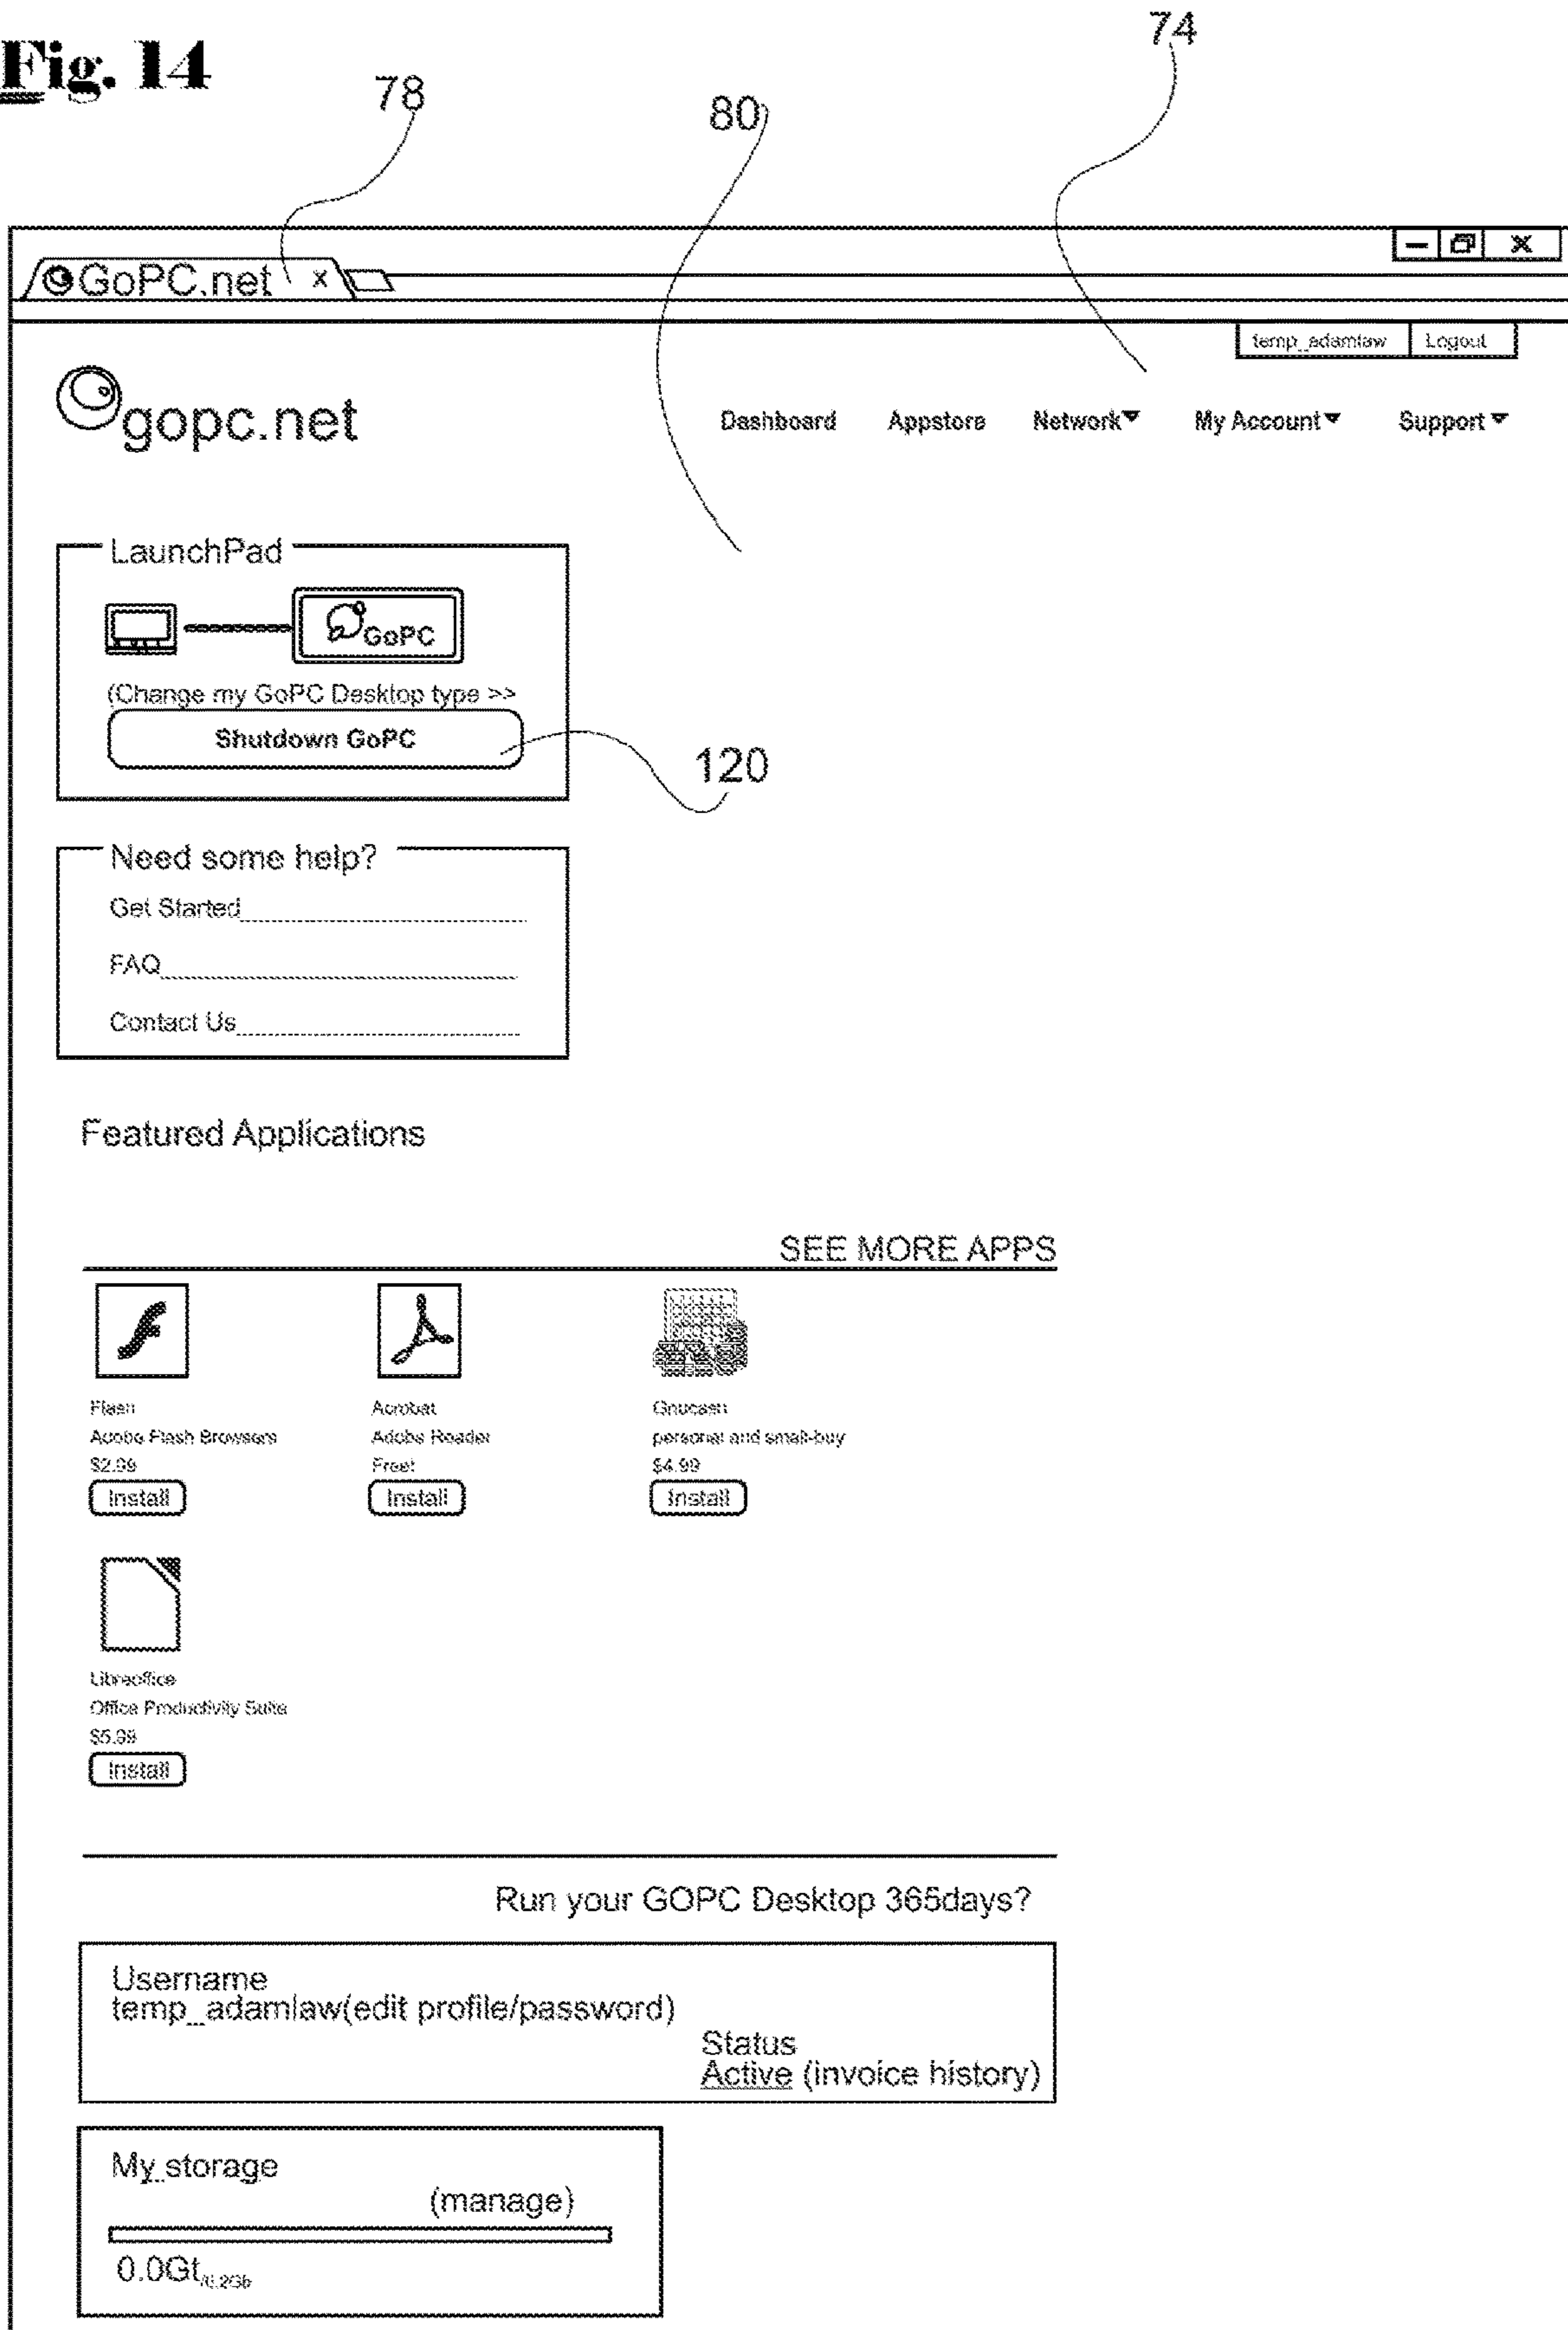 Fig. 14
78
80
74
GoPC.net x
temp_adamlaw Logout
gopc.net
Dashboard Appstore Network My Account Support
LaunchPad
GoPC
(Change my GoPC Desktop type >>
Shutdown GoPC
120
Need some help?
Get Started
FAQ
Contact Us
Featured Applications
SEE MORE APPS
Flash Acrobat Gnucash
Adobe Flash Browsers Adobe Reader personal and small-buy
$2.99 Free! $4.99
Install Install Install
Libreoffice
Office Productivity Suite
$5.99
Install
Run your GOPC Desktop 365days?
Username
temp_adamlaw(edit profile/password)
Status
Active (invoice history)
My storage
(manage)
0.0Gt